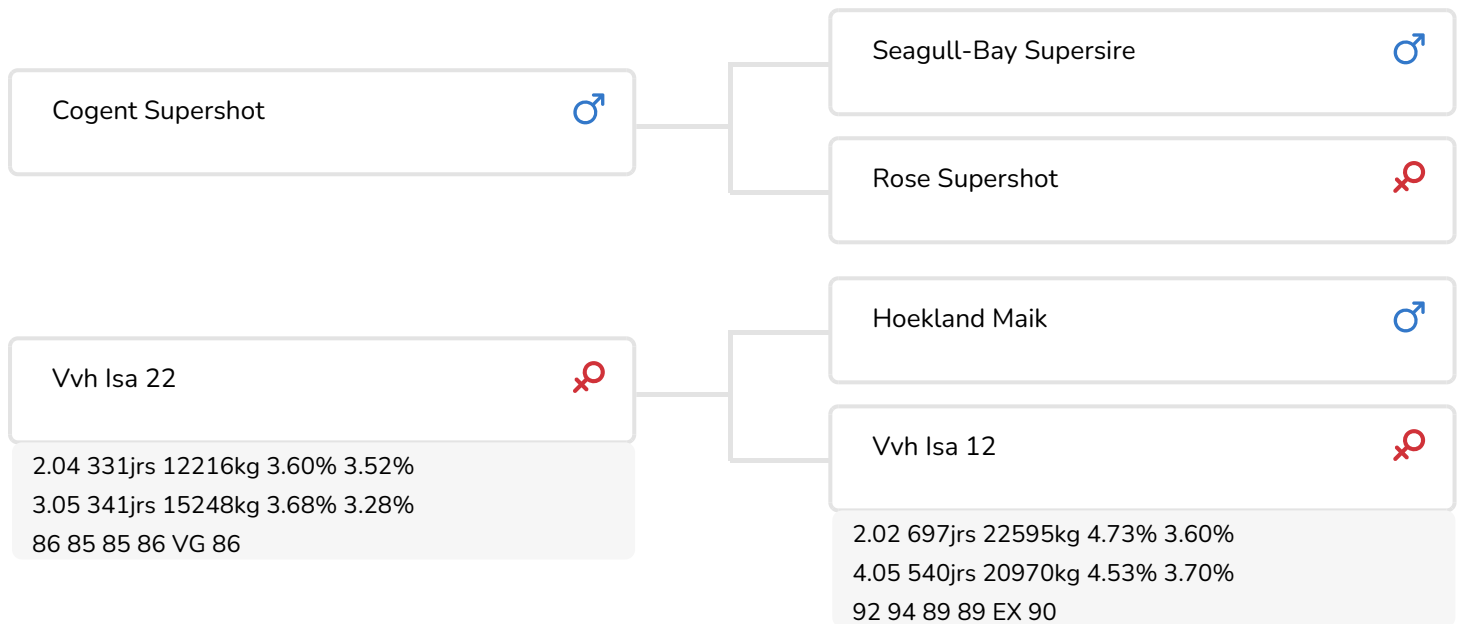 Cogent Supershot
Seagull-Bay Supersire
Rose Supershot
Vvh Isa 22
2.04 331jrs 12216kg 3.60% 3.52%
3.05 341jrs 15248kg 3.68% 3.28%
86 85 85 86 VG 86
Hoekland Maik
Vvh Isa 12
2.02 697jrs 22595kg 4.73% 3.60%
4.05 540jrs 20970kg 4.53% 3.70%
92 94 89 89 EX 90